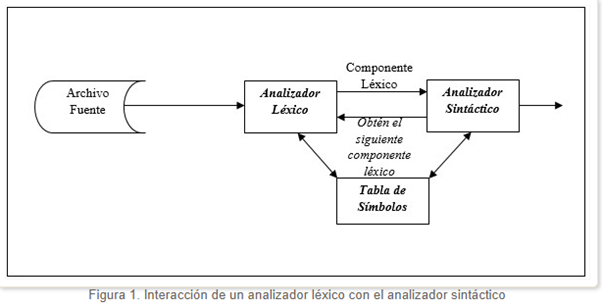 Archivo
Fuente
Analizador
Léxico
Componente
Léxico
Analizador
Sintáctico
Obtén el
siguiente
componente
léxico
Tabla de
Símbolos
Figura 1. Interacción de un analizador léxico con el analizador sintáctico